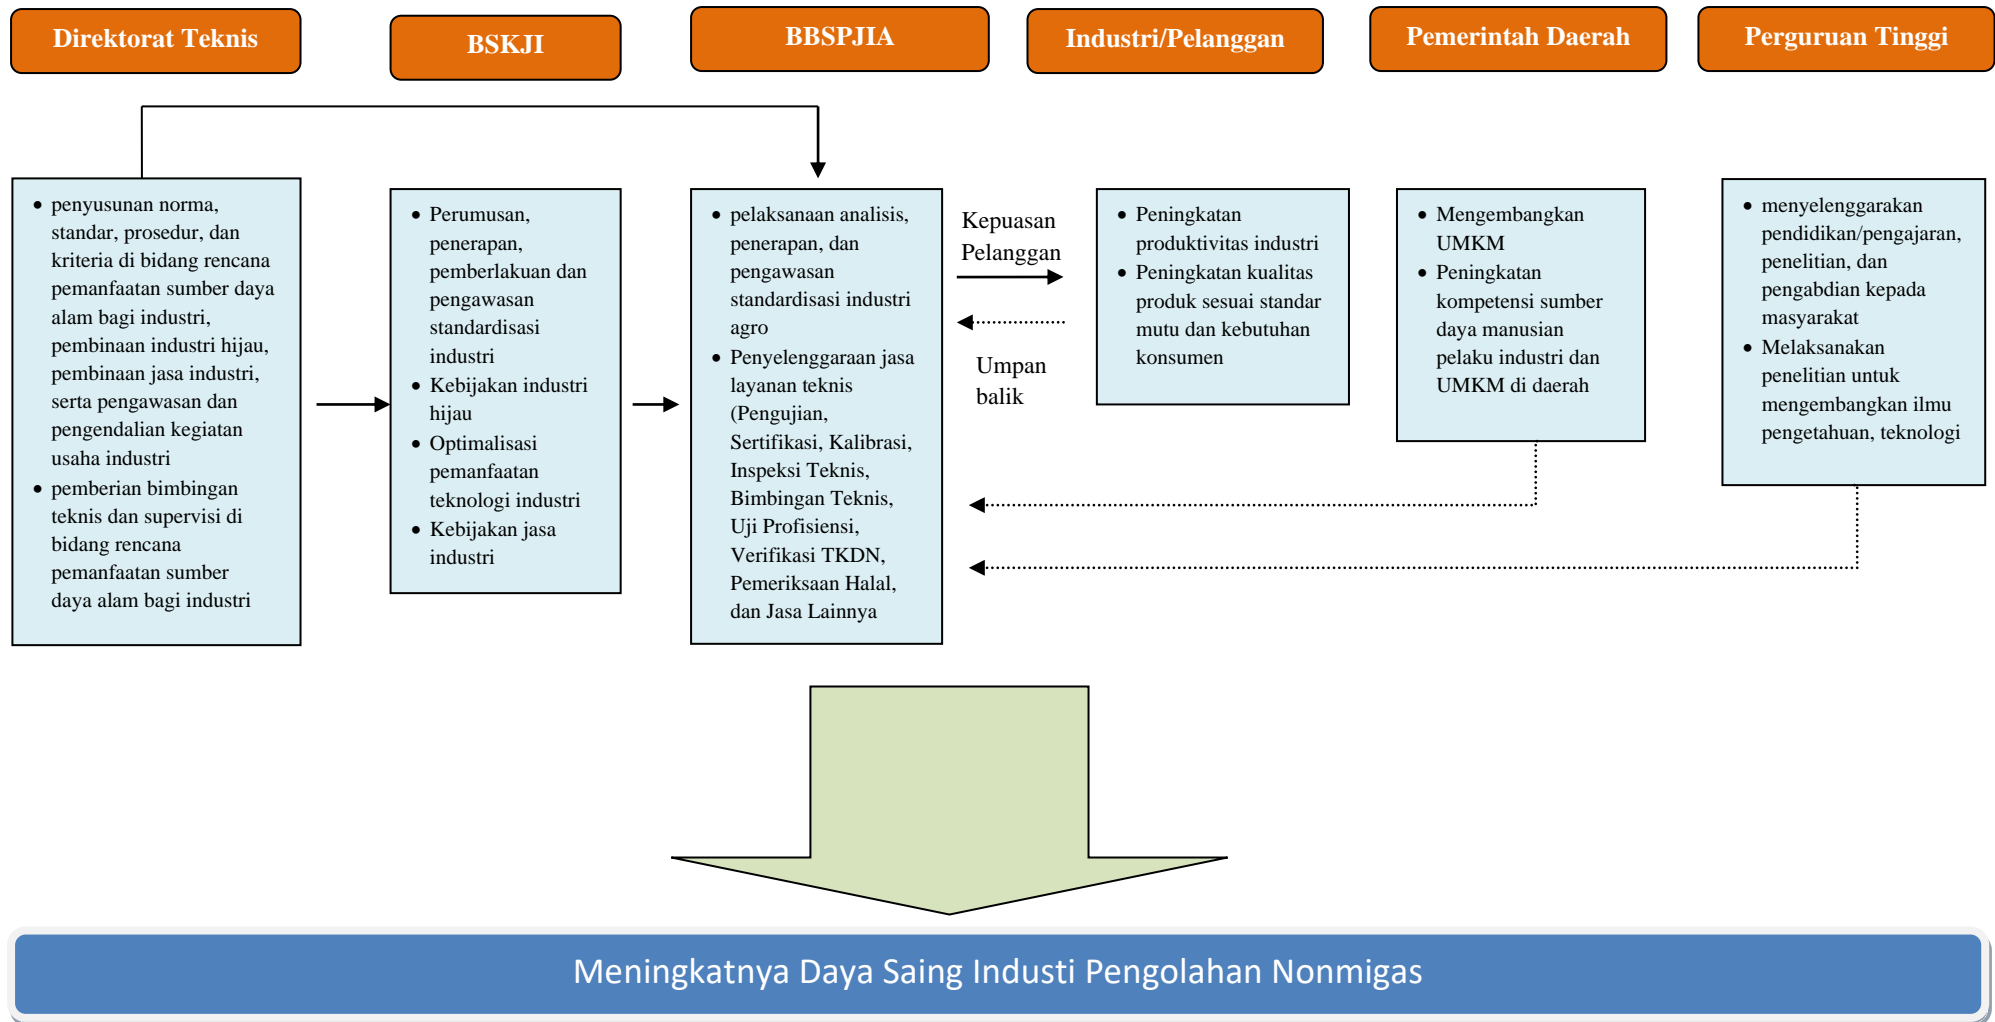 Direktorat Teknis
BSKJI
BBSPJIA
Industri/Pelanggan
Pemerintah Daerah
Perguruan Tinggi
• penyusunan norma,
standar, prosedur, dan
kriteria di bidang rencana
pemanfaatan sumber daya
alam bagi industri,
pembinaan industri hijau,
pembinaan jasa industri,
serta pengawasan dan
pengendalian kegiatan
usaha industri
• pemberian bimbingan
teknis dan supervisi di
bidang rencana
pemanfaatan sumber
daya alam bagi industri
• Perumusan,
penerapan,
pemberlakuan dan
pengawasan
standardisasi
industri
• Kebijakan industri
hijau
• Optimalisasi
pemanfaatan
teknologi industri
• Kebijakan jasa
industri
• pelaksanaan analisis,
penerapan, dan
pengawasan
standardisasi industri
agro
• Penyelenggaraan jasa
layanan teknis
(Pengujian,
Sertifikasi, Kalibrasi,
Inspeksi Teknis,
Bimbingan Teknis,
Uji Profisiensi,
Verifikasi TKDN,
Pemeriksaan Halal,
dan Jasa Lainnya
Kepuasan
Pelanggan
Umpan
balik
• Peningkatan
produktivitas industri
• Peningkatan kualitas
produk sesuai standar
mutu dan kebutuhan
konsumen
• Mengembangkan
UMKM
• Peningkatan
kompetensi sumber
daya manusian
pelaku industri dan
UMKM di daerah
• menyelenggarakan
pendidikan/pengajaran,
penelitian, dan
pengabdian kepada
masyarakat
• Melaksanakan
penelitian untuk
mengembangkan ilmu
pengetahuan, teknologi
Meningkatnya Daya Saing Industi Pengolahan Nonmigas